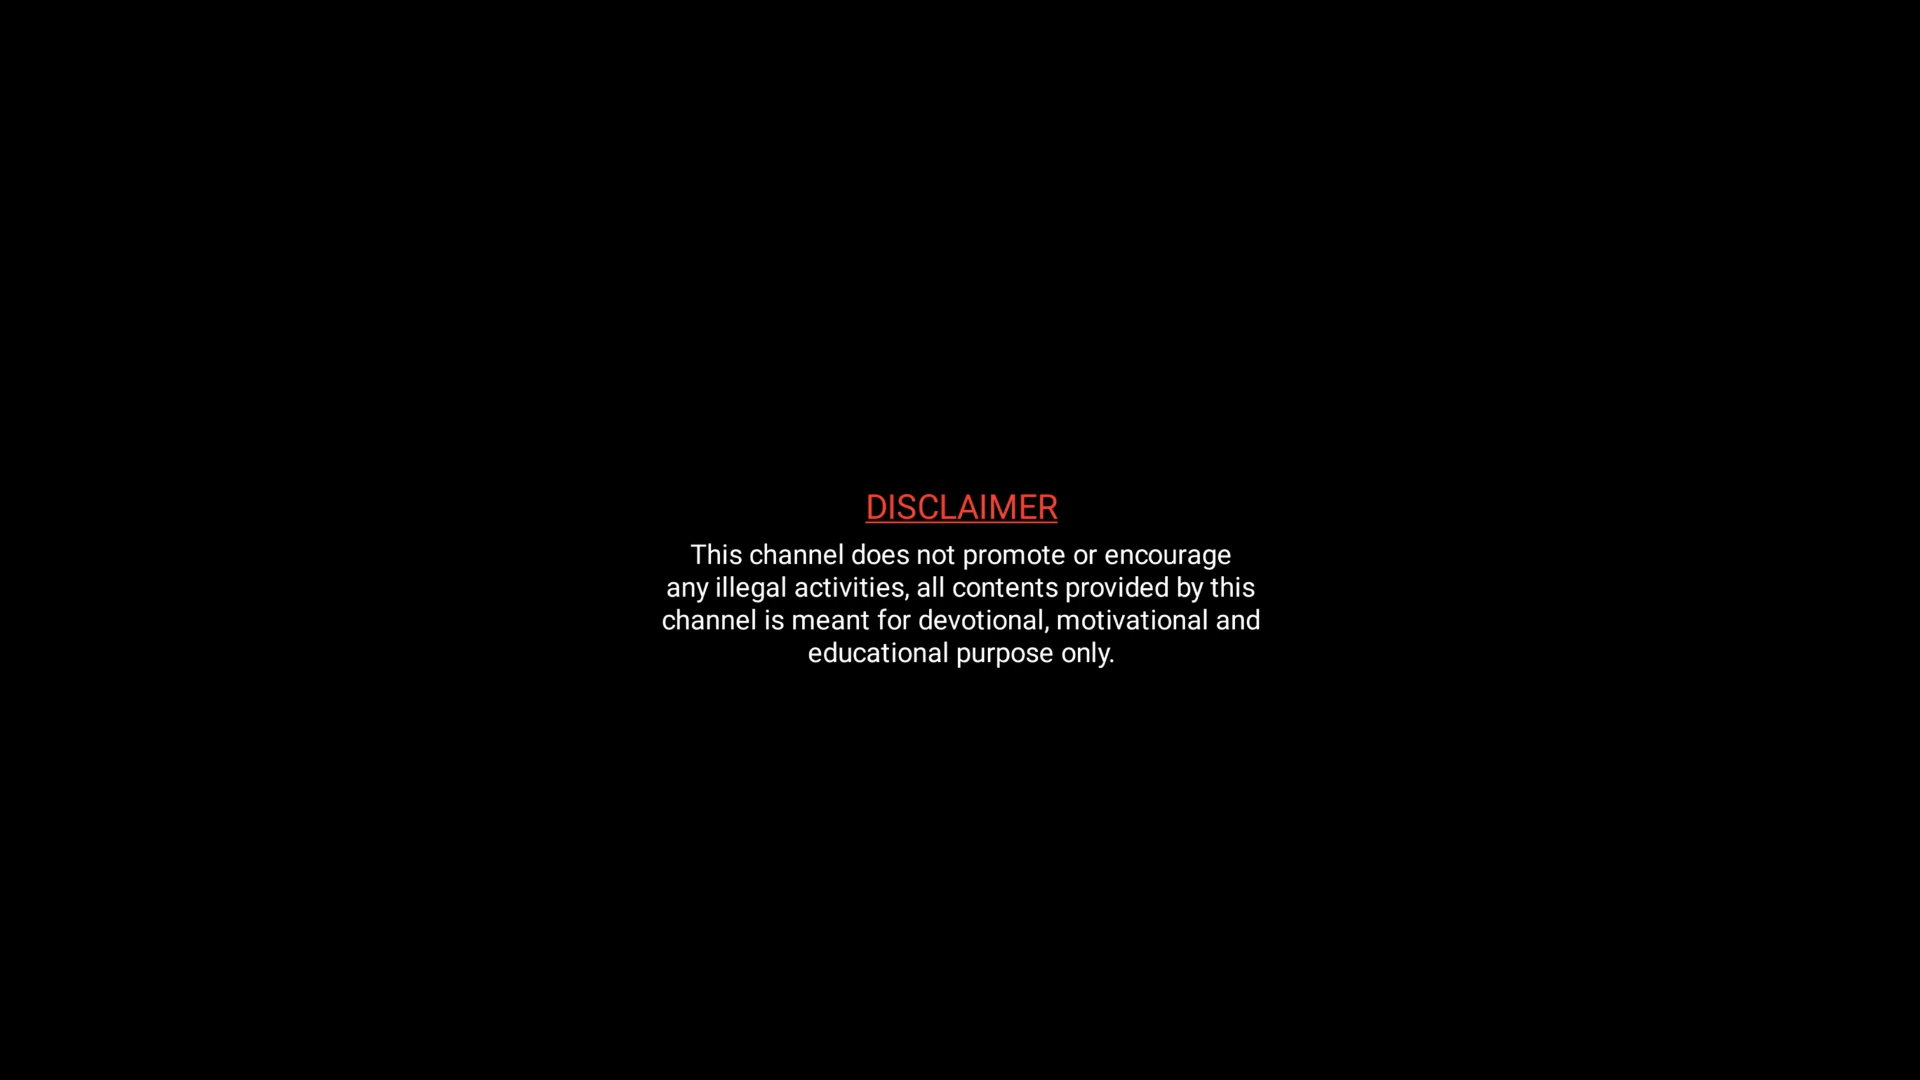 DISCLAIMER
This channel does not promote or encourage
any illegal activities, all contents provided by this
channel is meant for devotional, motivational and
educational purpose only.